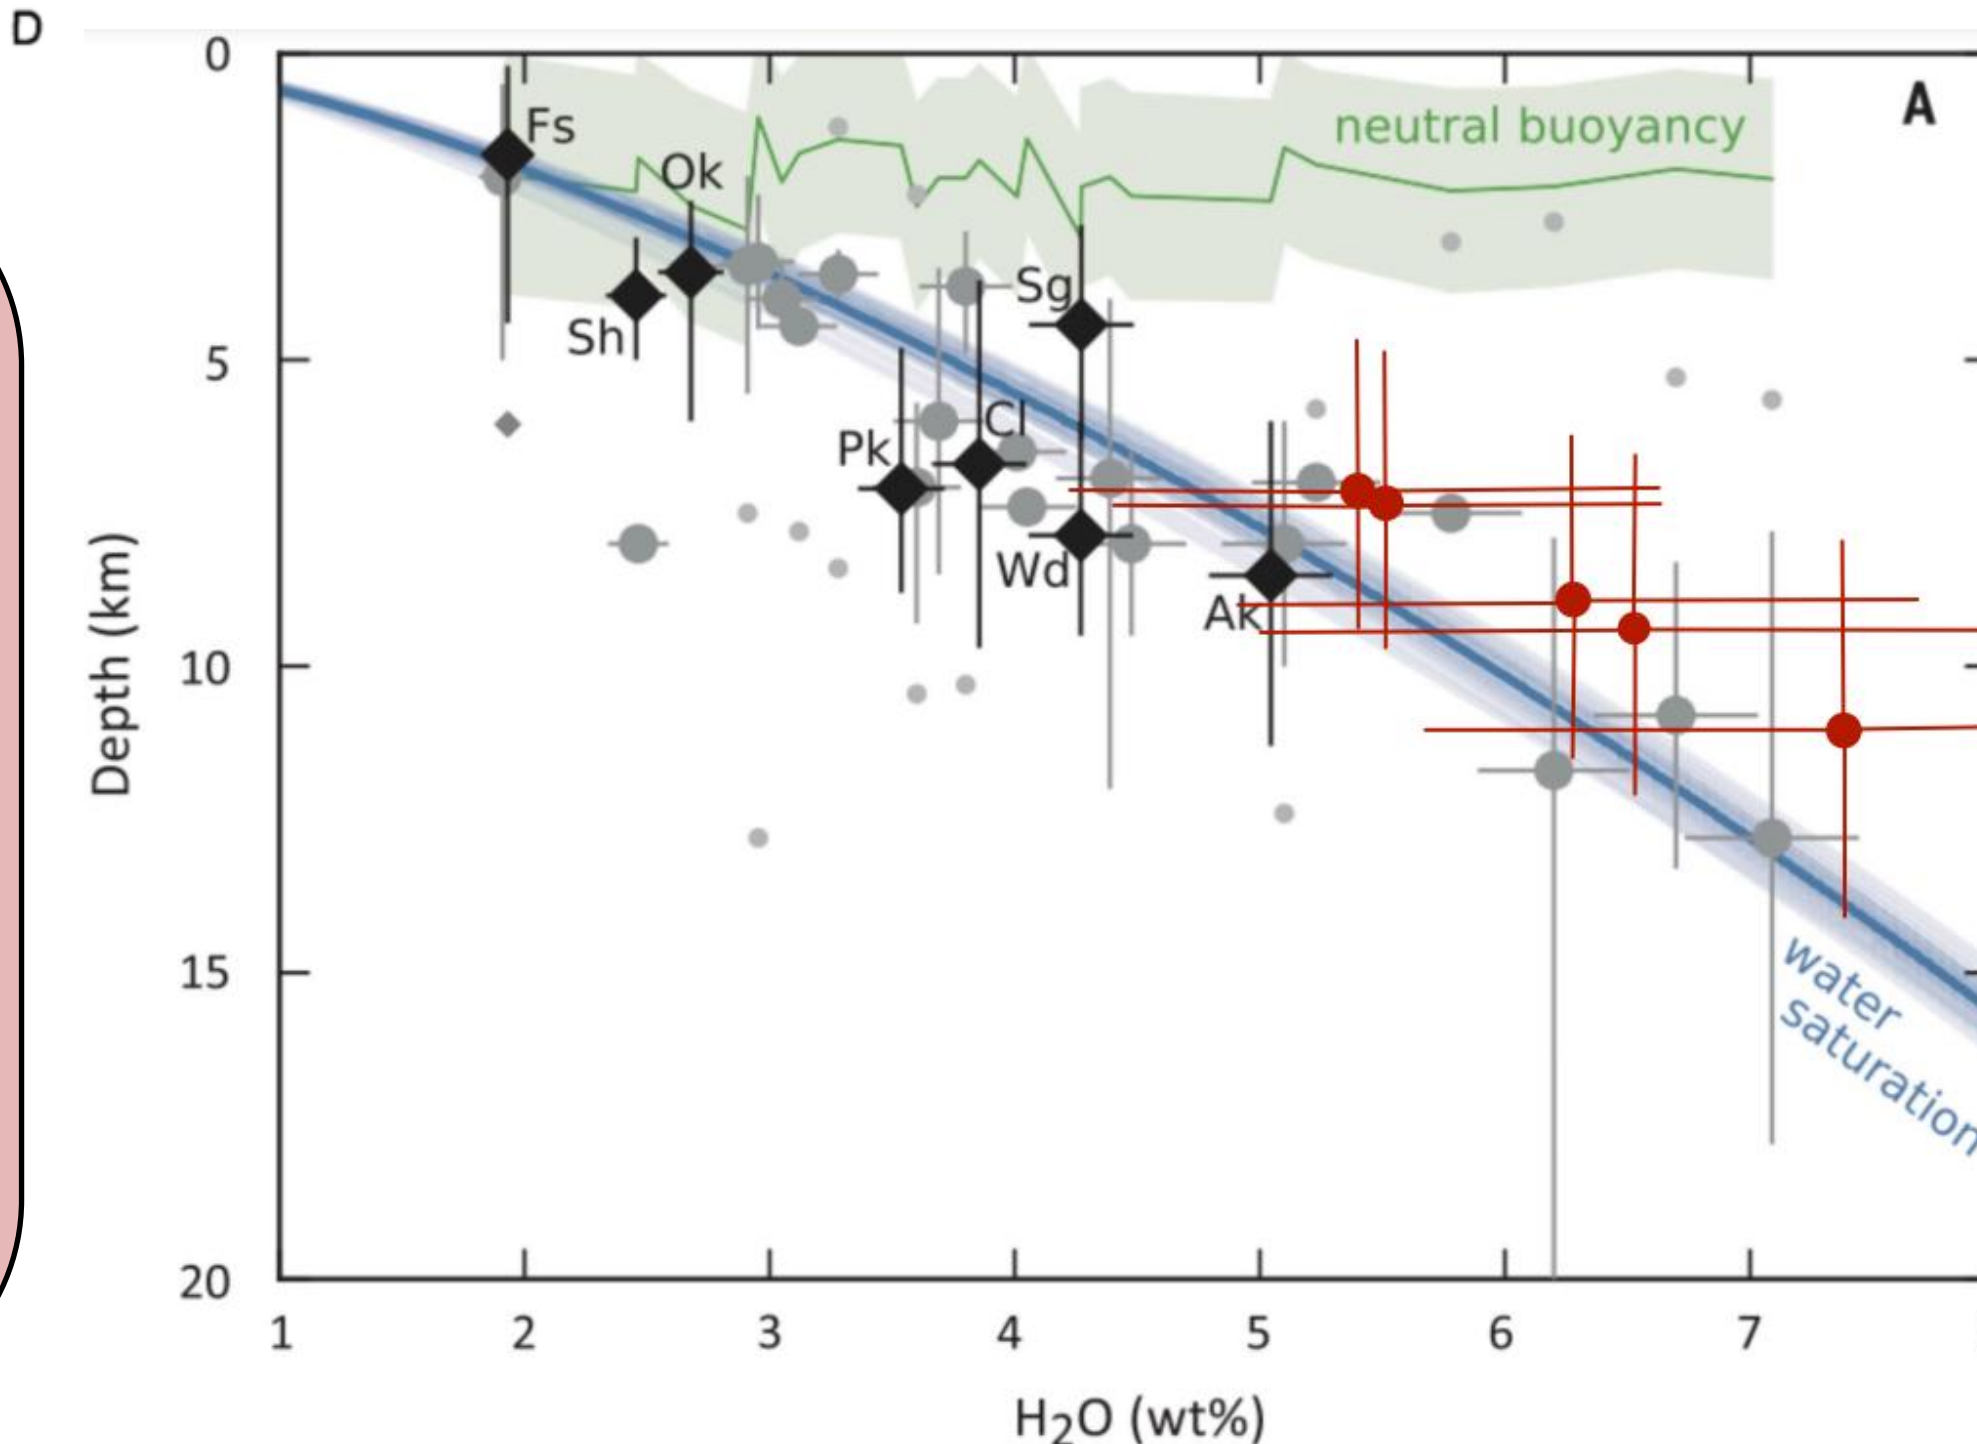 D
A
neutral buoyancy
Fs
Ok
Sh
Sg
Pk
Cl
Wd
Ak
water
saturation
0
5
10
15
20
Depth (km)
1 2 3 4 5 6 7
H₂O (wt%)